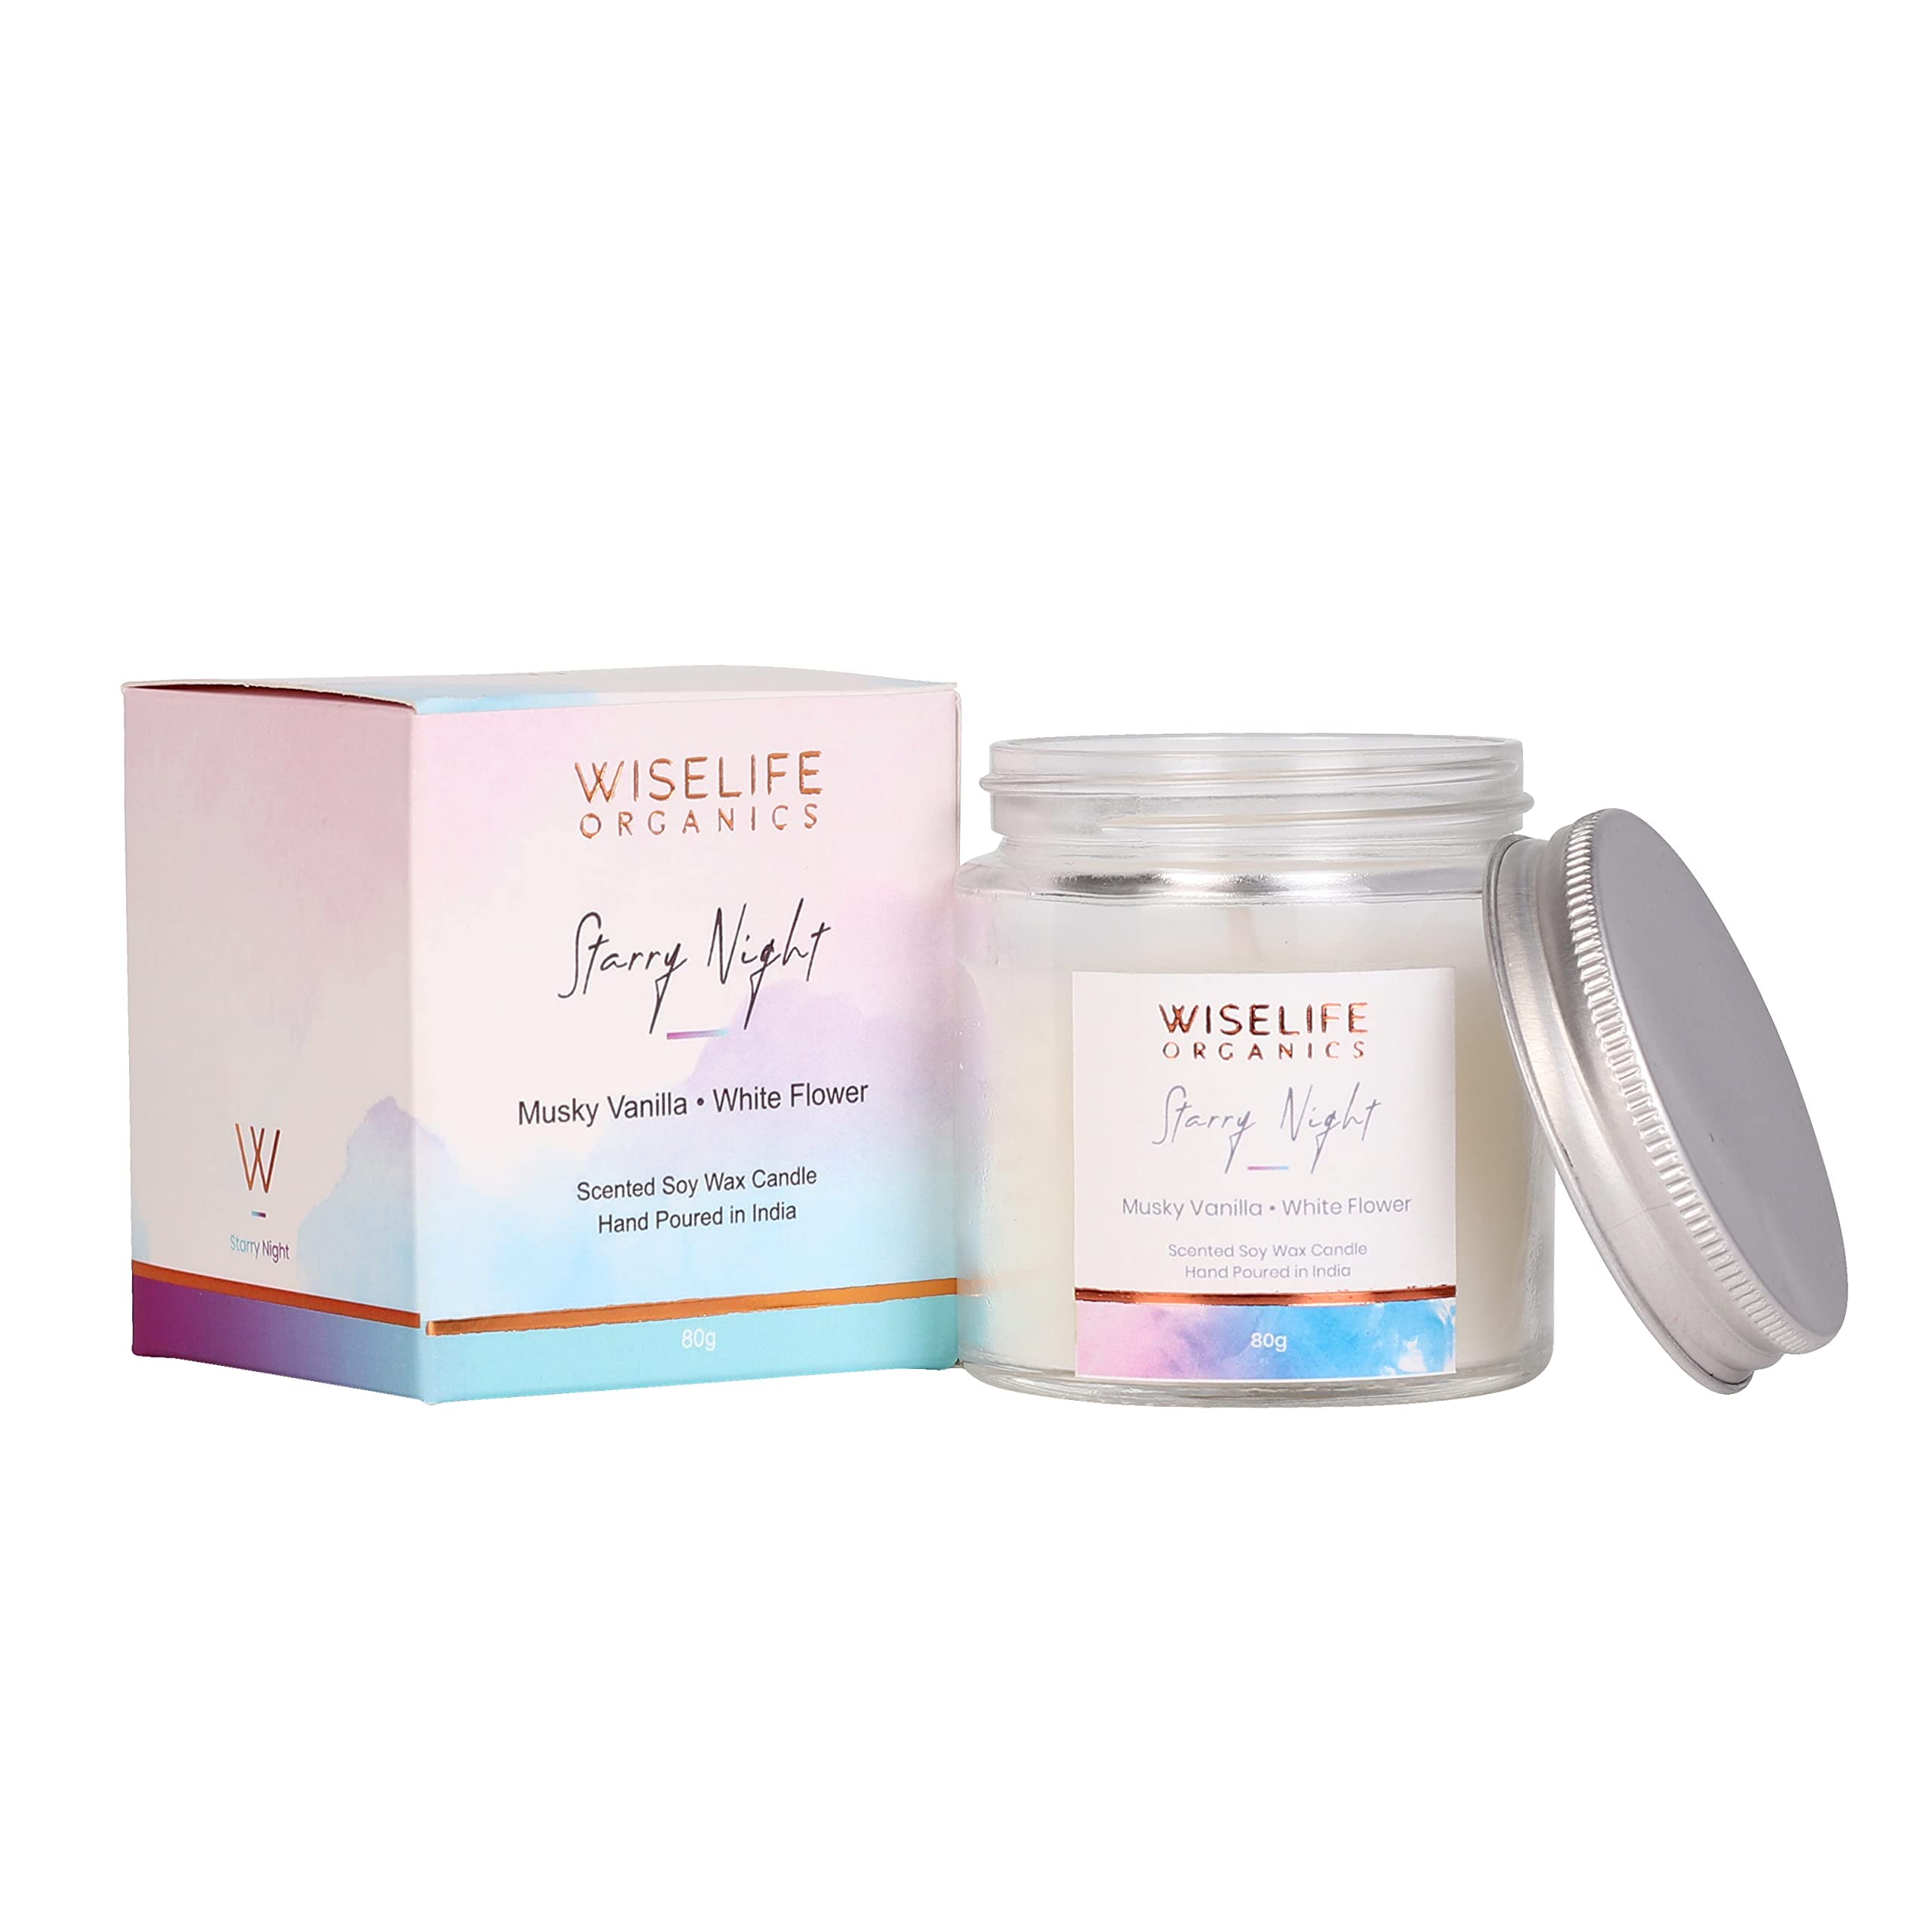 WISELIFE
ORGANICS
Starry Night
Musky Vanilla • White Flower
Scented Soy Wax Candle
Hand Poured in India
80g
W
Starry Night
WISELIFE
ORGANICS
Starry Night
Musky Vanilla • White Flower
Scented Soy Wax Candle
Hand Poured in India
80g